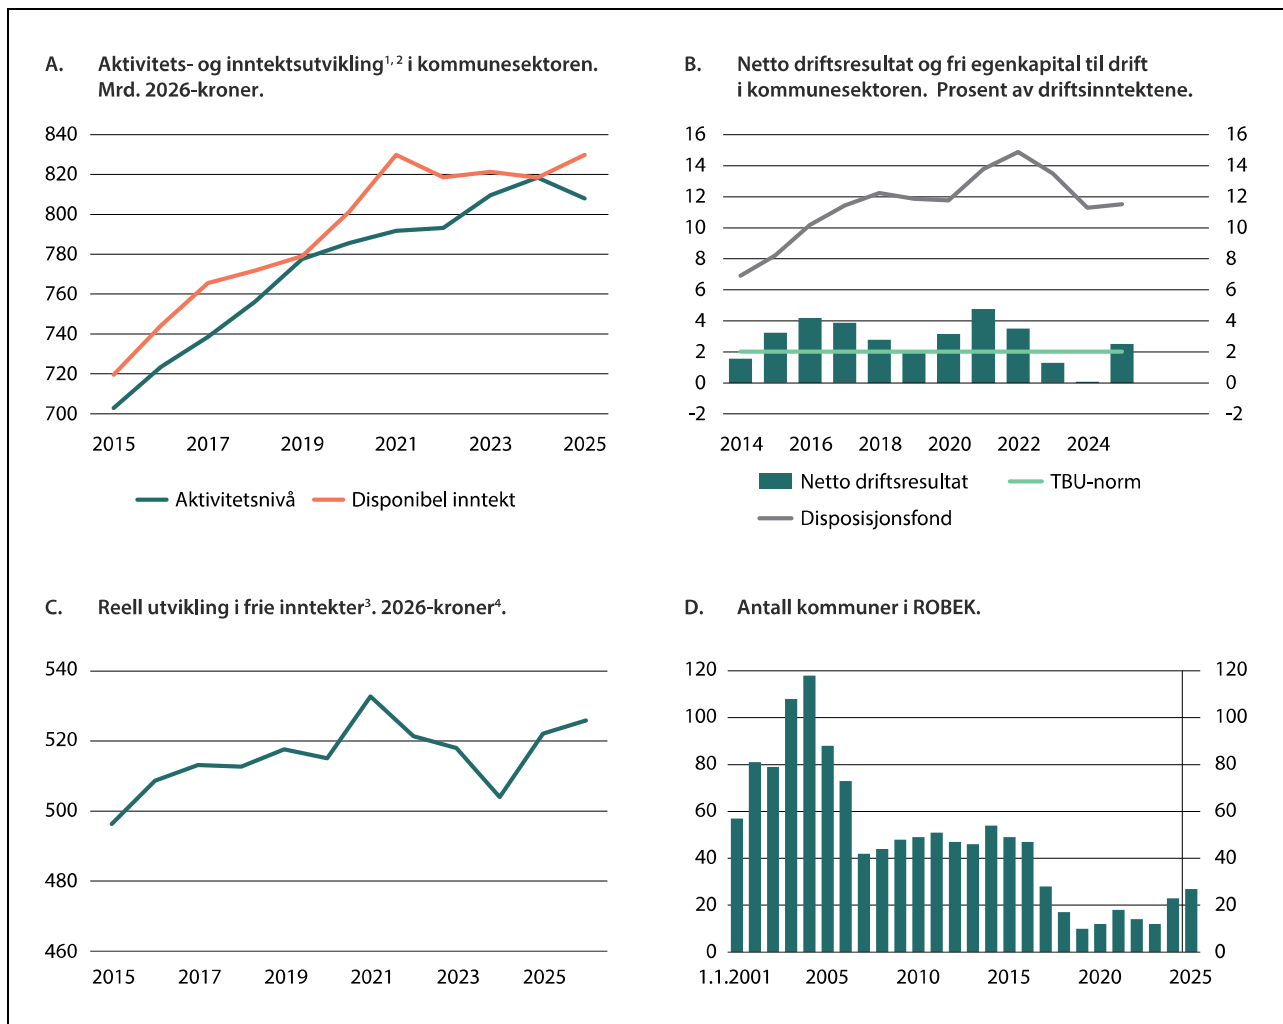 A. Aktivitets- og inntektsutvikling1, 2 i kommunesektoren.
Mrd. 2026-kroner.
840
820
800
780
760
740
720
700
2015 2017 2019 2021 2023 2025
Aktivitetsnivå Disponibel inntekt
B. Netto driftsresultat og fri egenkapital til drift
i kommunesektoren. Prosent av driftsinntektene.
16 16
14 14
12 12
10 10
8 8
6 6
4 4
2 2
0 0
-2 -2
2014 2016 2018 2020 2022 2024
Netto driftsresultat TBU-norm
Disposisjonsfond
C. Reell utvikling i frie inntekter3. 2026-kroner4.
540
520
500
480
460
2015 2017 2019 2021 2023 2025
D. Antall kommuner i ROBEK.
120 120
100 100
80 80
60 60
40 40
20 20
0 0
1.1.2001 2005 2010 2015 2020 2025